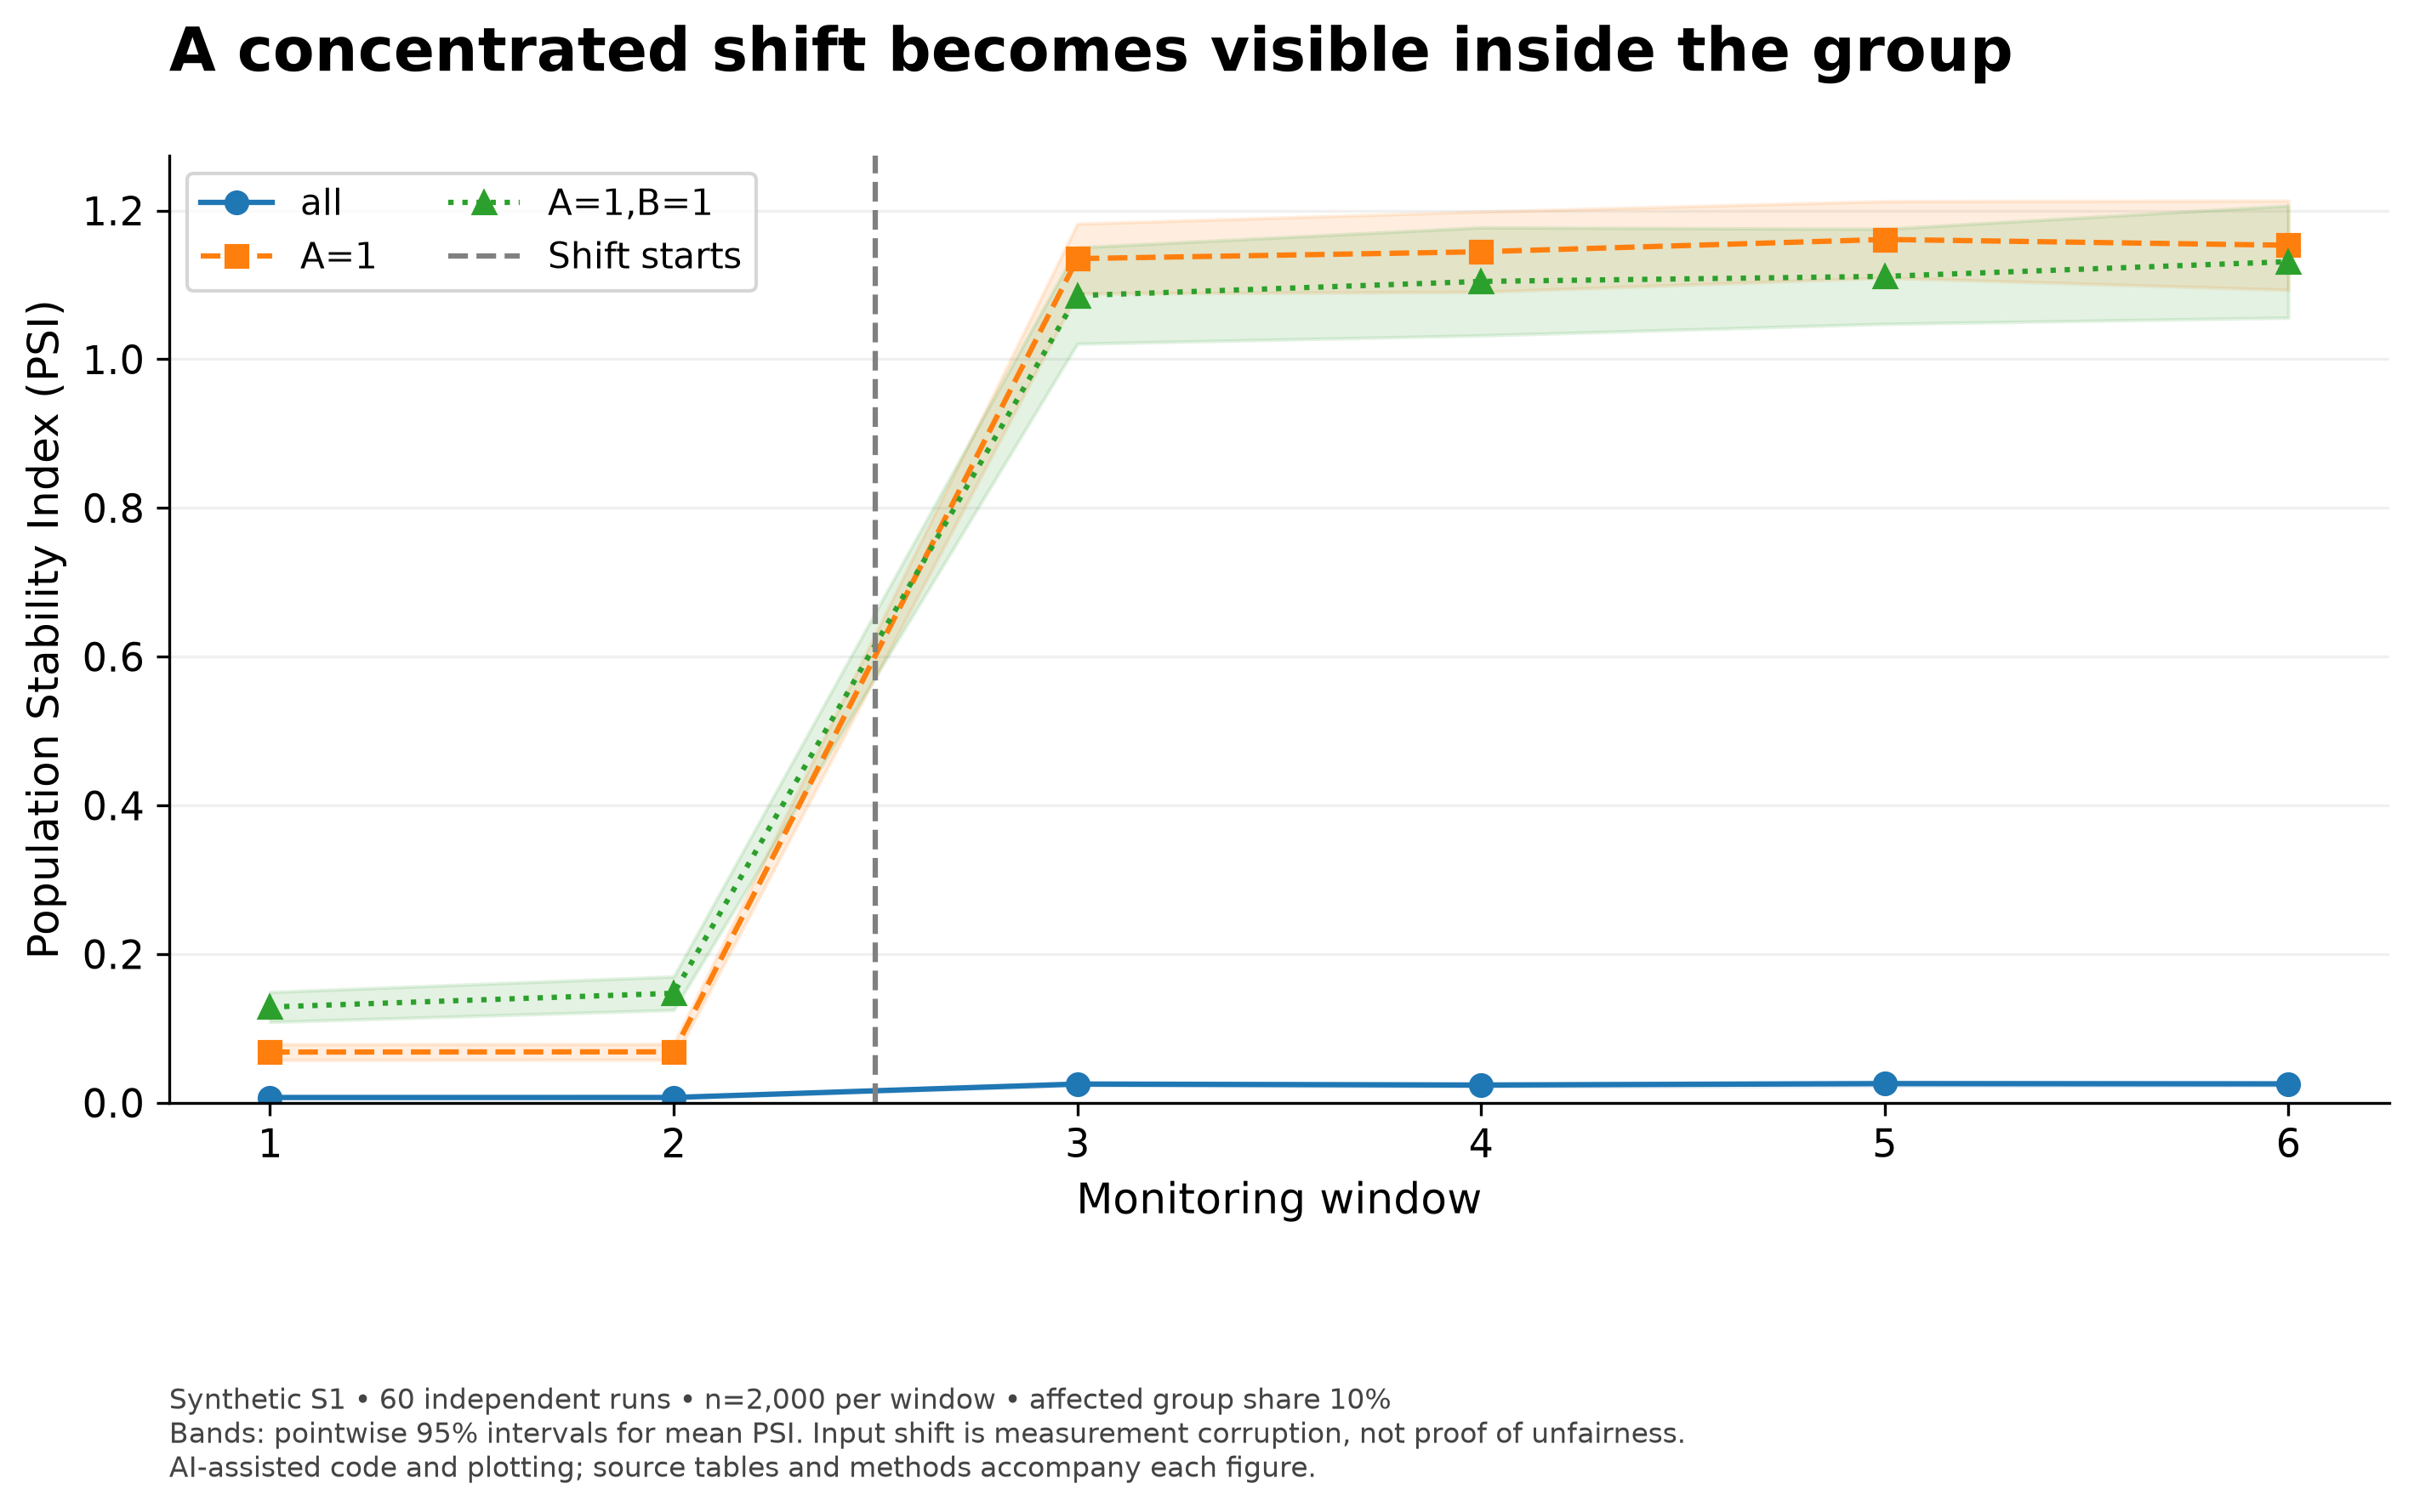 A concentrated shift becomes visible inside the group
all
A=1
A=1,B=1
Shift starts
Population Stability Index (PSI)
1.2
1.0
0.8
0.6
0.4
0.2
0.0
1 2 3 4 5 6
Monitoring window
Synthetic S1 • 60 independent runs • n=2,000 per window • affected group share 10%
Bands: pointwise 95% intervals for mean PSI. Input shift is measurement corruption, not proof of unfairness.
AI-assisted code and plotting; source tables and methods accompany each figure.